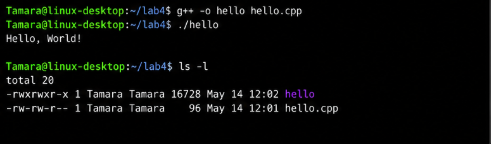 Tamara@linux-desktop:~/lab4$ g++ -o hello hello.cpp
Tamara@linux-desktop:~/lab4$ ./hello
Hello, World!
Tamara@linux-desktop:~/lab4$ ls -l
total 20
-rwxrwxr-x 1 Tamara Tamara 16728 May 14 12:02 hello
-rw-rw-r-- 1 Tamara Tamara    96 May 14 12:01 hello.cpp